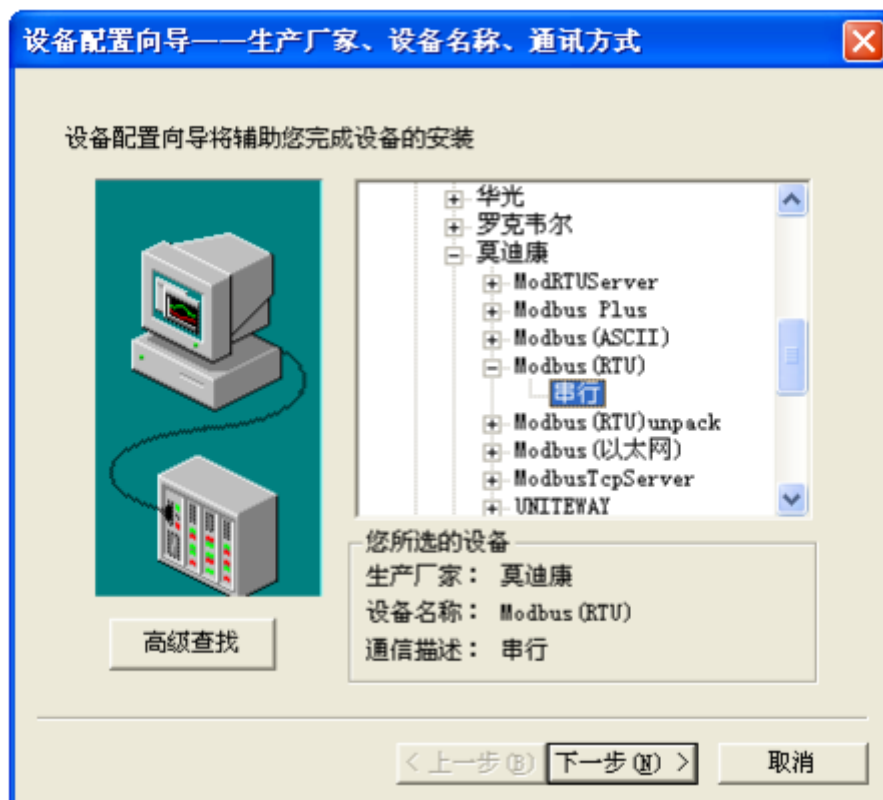 设备配置向导——生产厂家、设备名称、通讯方式
设备配置向导将辅助您完成设备的安装
华光
罗克韦尔
莫迪康
ModRTUServer
Modbus Plus
Modbus(ASCII)
Modbus(RTU)
串行
Modbus(RTU)unpack
Modbus(以太网)
ModbusTcpServer
UNITEWAY
您所选的设备
生产厂家： 莫迪康
设备名称： Modbus(RTU)
通信描述： 串行
高级查找
< 上一步(B) 下一步(N) > 取消